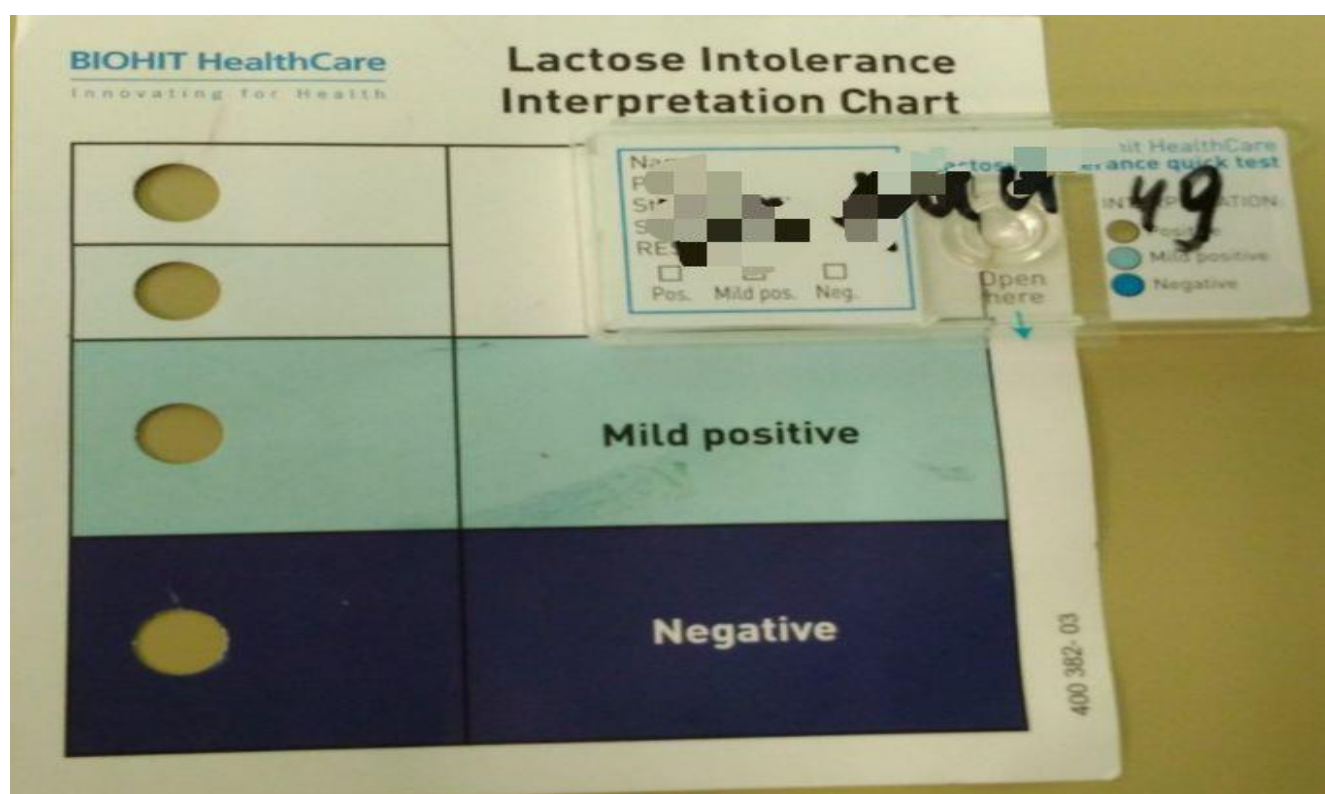 BIOHIT HealthCare
Innovating for Health
Lactose Intolerance
Interpretation Chart
HealthCare
quick test
49
Positive
Mild positive
Negative
Pos. Mild pos. Neg.
Open
here
Mild positive
Negative
400 382- 03